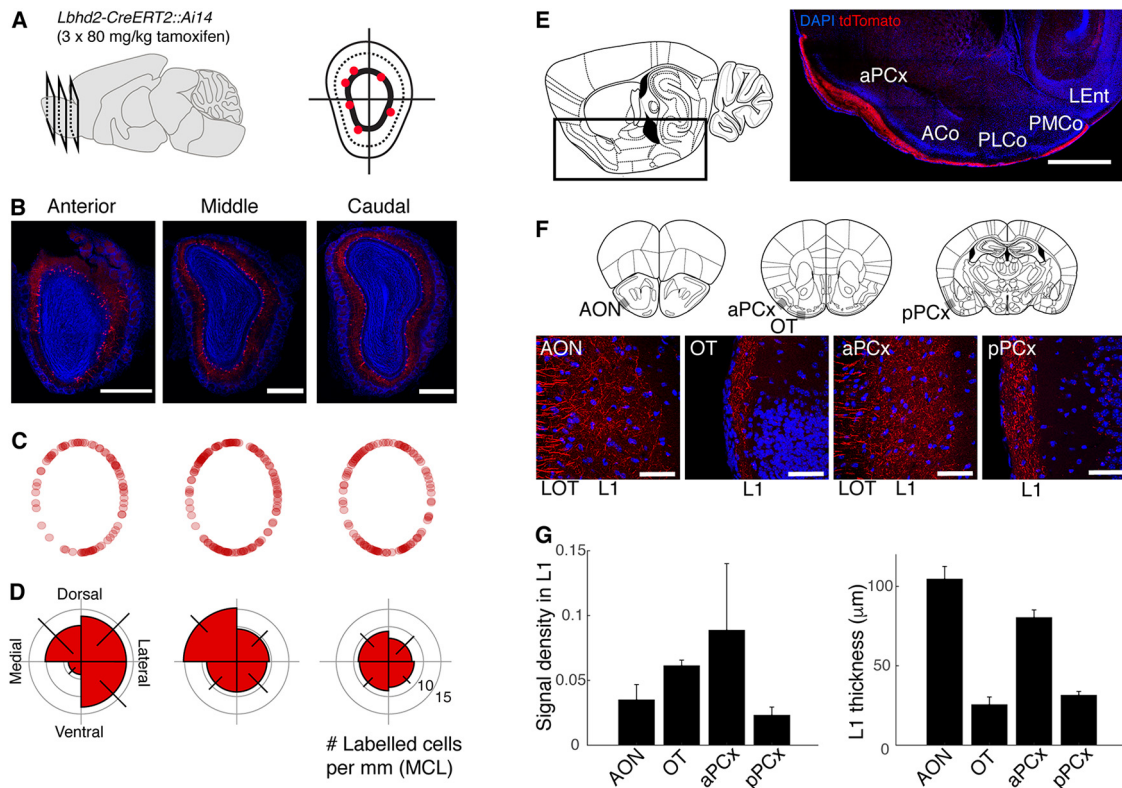 A
Lbhd2-CreERT2::Ai14
(3 x 80 mg/kg tamoxifen)
B
Anterior
Middle
Caudal
C
D
Dorsal
Medial
Lateral
Ventral
10
15
# Labelled cells
per mm (MCL)
E
DAPI tdTomato
aPCx
LEnt
ACo
PMCo
PLCo
F
AON
aPCx
OT
pPCx
AON
OT
aPCx
pPCx
LOT L1
L1
LOT L1
L1
G
Signal density in L1
0.15
0.1
0.05
0
AON
OT
aPCx
pPCx
L1 thickness (μm)
100
50
0
AON
OT
aPCx
pPCx